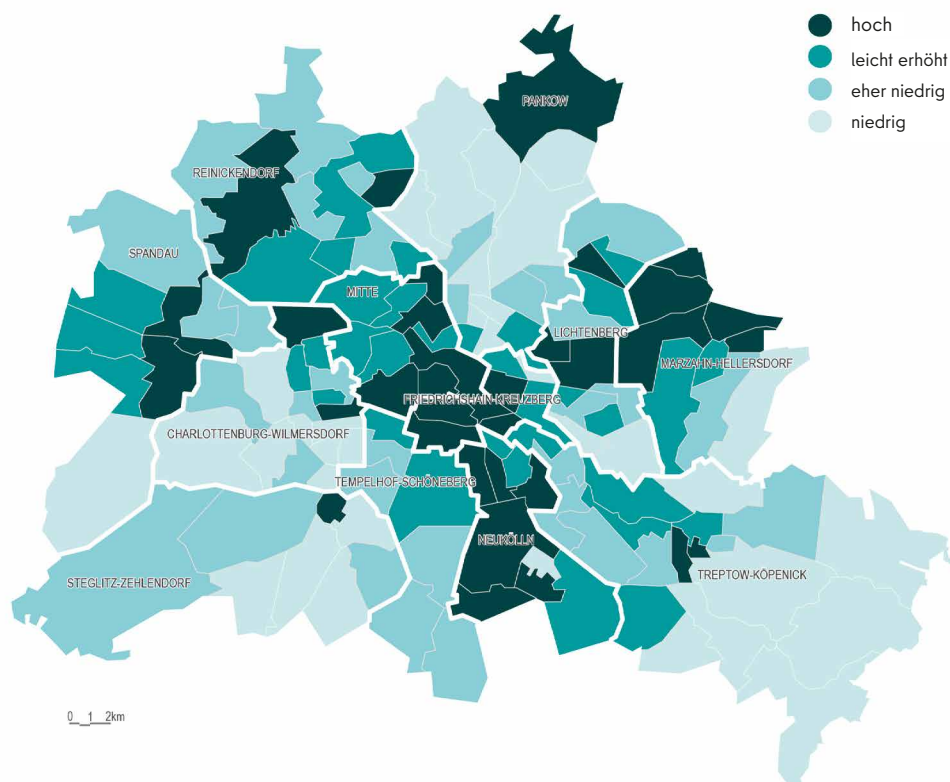 hoch
leicht erhöht
eher niedrig
niedrig
PANKOW
REINICKENDORF
SPANDAU
MITTE
LICHTENBERG
MARZAHN-HELLERSDORF
FRIEDRICHSHAIN-KREUZBERG
CHARLOTTENBURG-WILMERSDORF
TEMPELHOF-SCHÖNEBERG
NEUKÖLLN
STEGLITZ-ZEHLENDORF
TREPTOW-KÖPENICK
0 1 2km